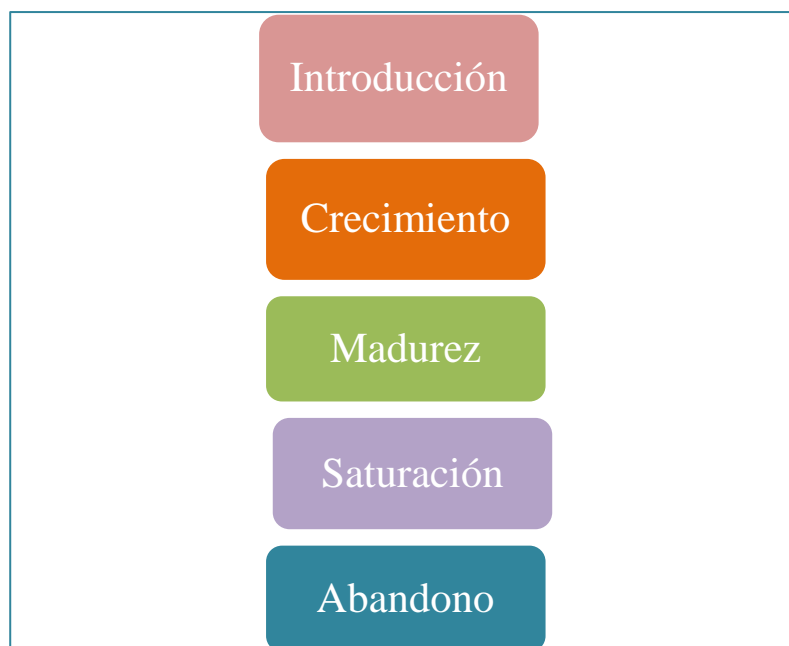 Introducción
Crecimiento
Madurez
Saturación
Abandono